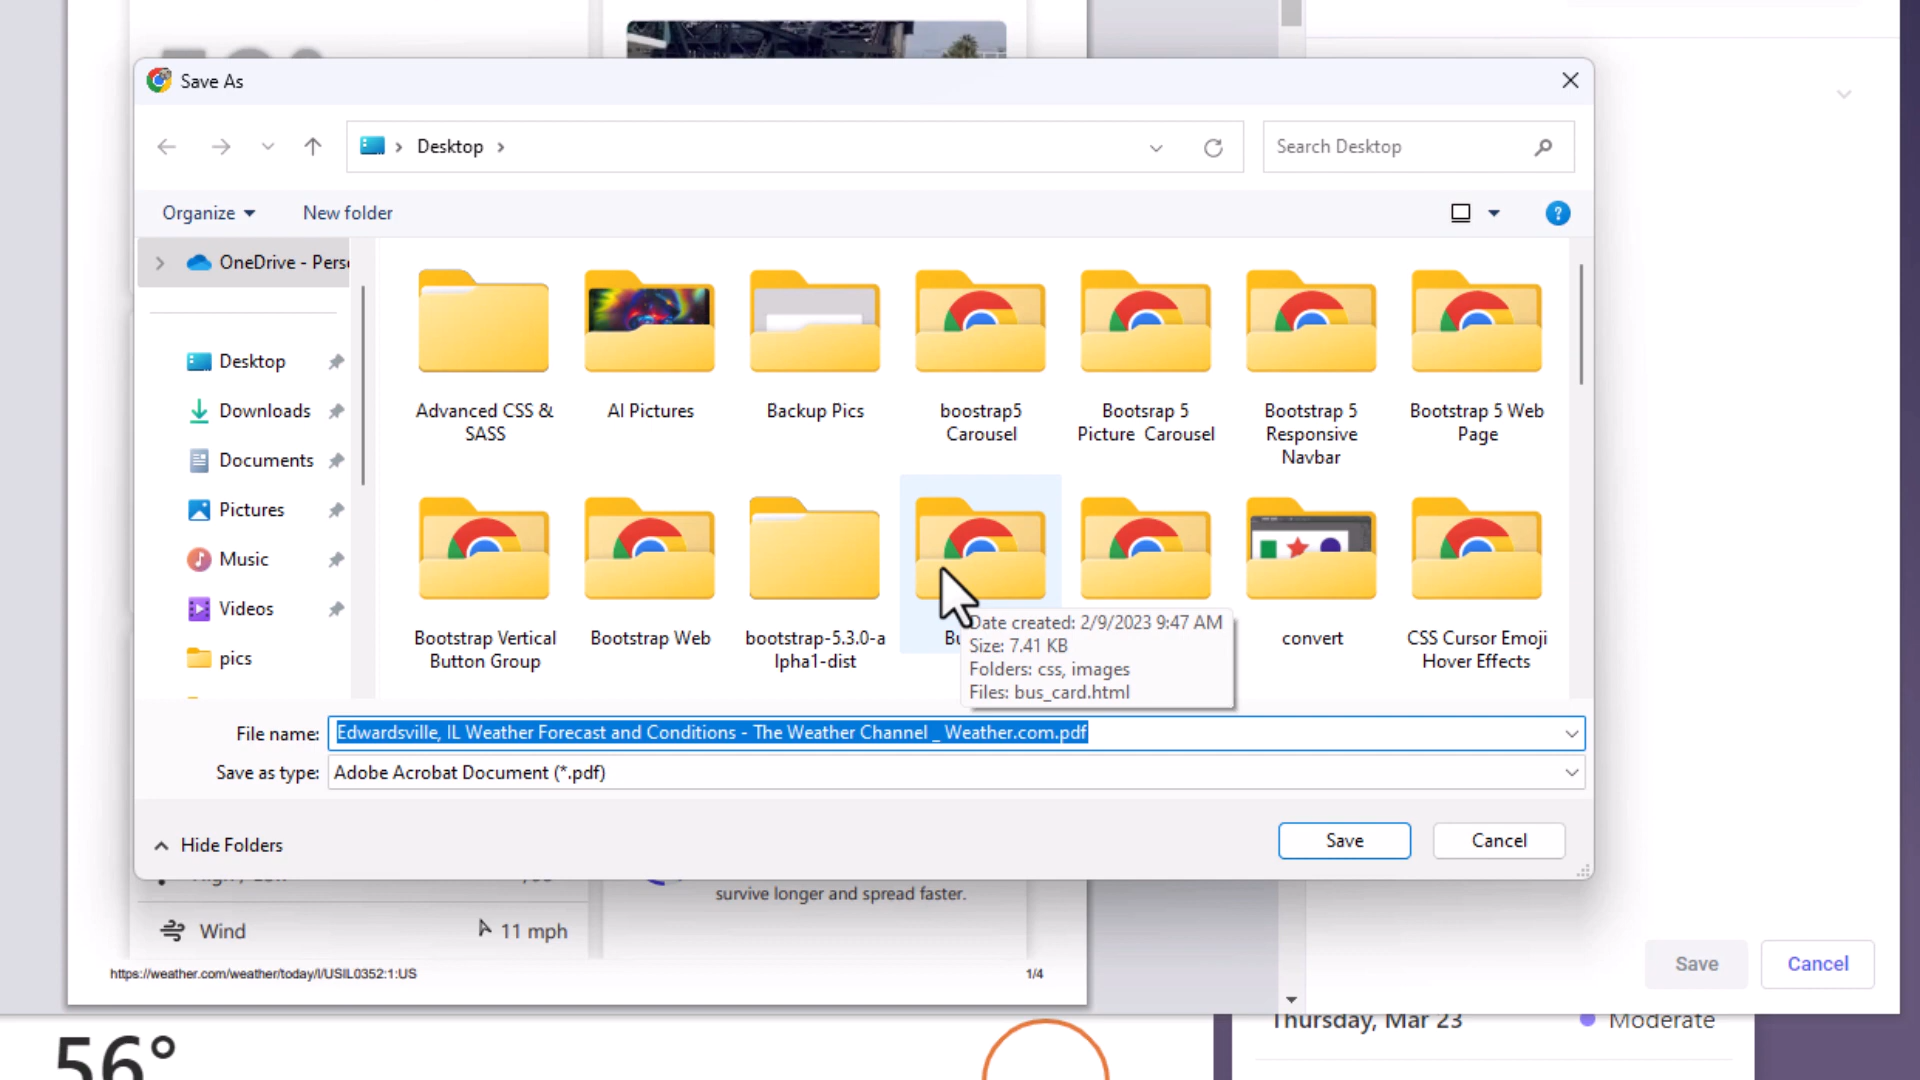 Save As
Desktop
Search Desktop
Organize
New folder
OneDrive - Pers
Desktop
Downloads
Documents
Pictures
Music
Videos
pics
Advanced CSS &
SASS
AI Pictures
Backup Pics
boostrap5
Carousel
Bootsrap 5
Picture Carousel
Bootstrap 5
Responsive
Navbar
Bootstrap 5 Web
Page
Bootstrap Vertical
Button Group
Bootstrap Web
bootstrap-5.3.0-a
lpha1-dist
convert
CSS Cursor Emoji
Hover Effects
Date created: 2/9/2023 9:47 AM
Size: 7.41 KB
Folders: css, images
Files: bus_card.html
File name: Edwardsville, IL Weather Forecast and Conditions - The Weather Channel _ Weather.com.pdf
Save as type: Adobe Acrobat Document (*.pdf)
Hide Folders
Save
Cancel
survive longer and spread faster.
Wind
11 mph
https://weather.com/weather/today/l/USIL0352:1:US
1/4
Save
Cancel
Thursday, Mar 23
Moderate
56°